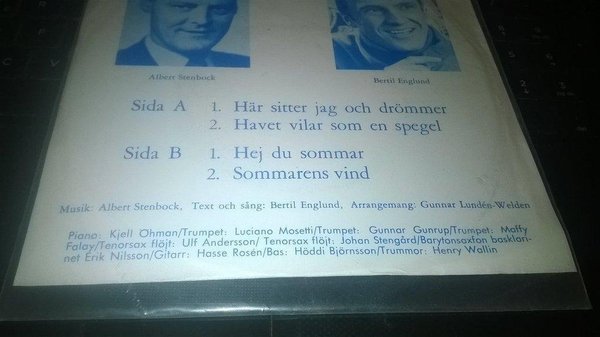 Albert Stenbock
Bertil Englund
Sida A 1. Här sitter jag och drömmer
2. Havet vilar som en spegel
Sida B 1. Hej du sommar
2. Sommarens vind
Musik: Albert Stenbock, Text och sång: Bertil Englund, Arrangemang: Gunnar Lundén-Welden
Piano: Kjell Öhman/Trumpet: Luciano Mosetti/Trumpet: Gunnar Gunrup/Trumpet: Maffy
Falay/Tenorsax flöjt: Ulf Andersson/ Tenorsax flöjt: Johan Stengård/Barytonsaxfon basklari-
net Erik Nilsson/Gitarr: Hasse Rosén/Bas: Höddi Björnsson/Trummor: Henry Wallin